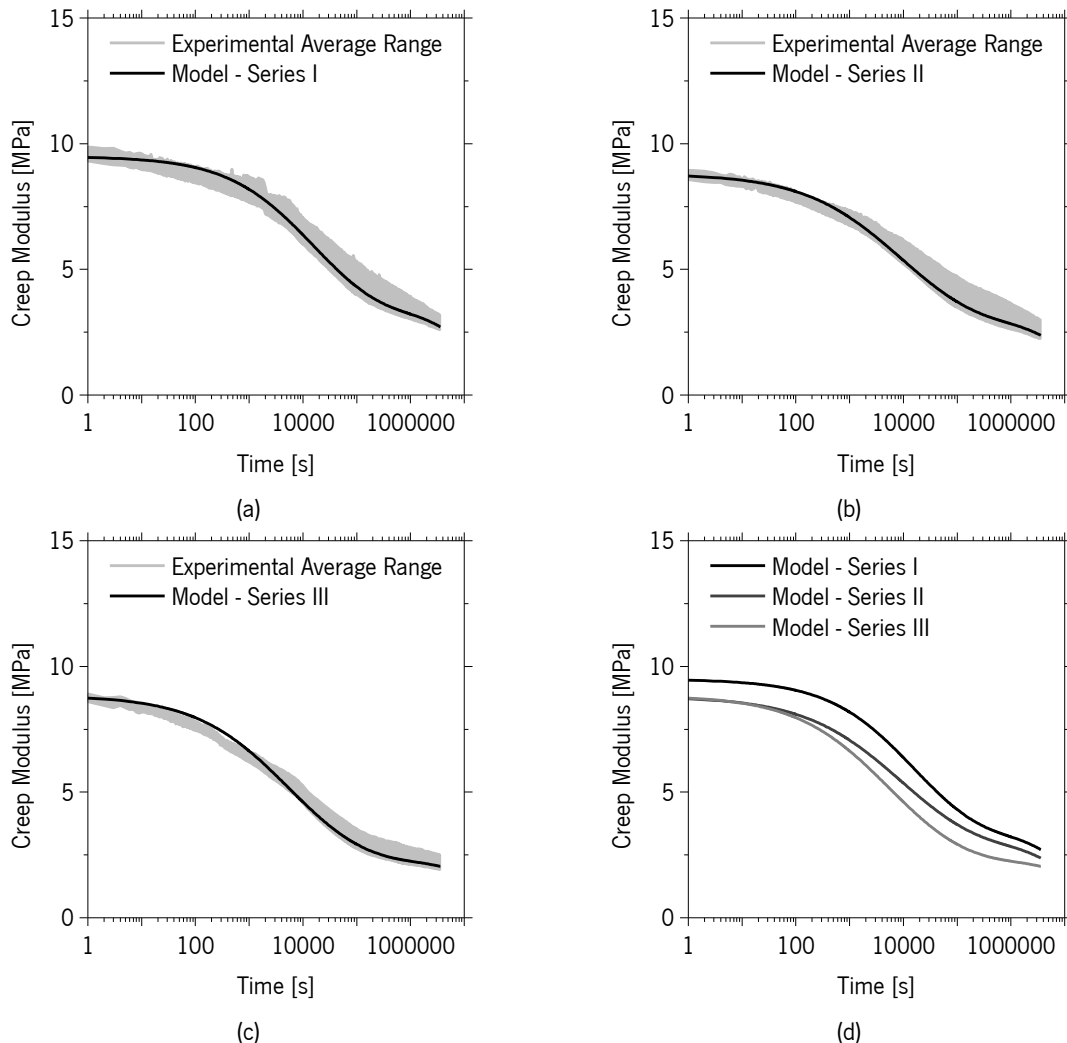 15
Experimental Average Range
Model - Series I
10
5
0
Creep Modulus [MPa]
1 100 10000 1000000
Time [s]
(a)
15
Experimental Average Range
Model - Series II
10
5
0
Creep Modulus [MPa]
1 100 10000 1000000
Time [s]
(b)
15
Experimental Average Range
Model - Series III
10
5
0
Creep Modulus [MPa]
1 100 10000 1000000
Time [s]
(c)
15
Model - Series I
Model - Series II
Model - Series III
10
5
0
Creep Modulus [MPa]
1 100 10000 1000000
Time [s]
(d)